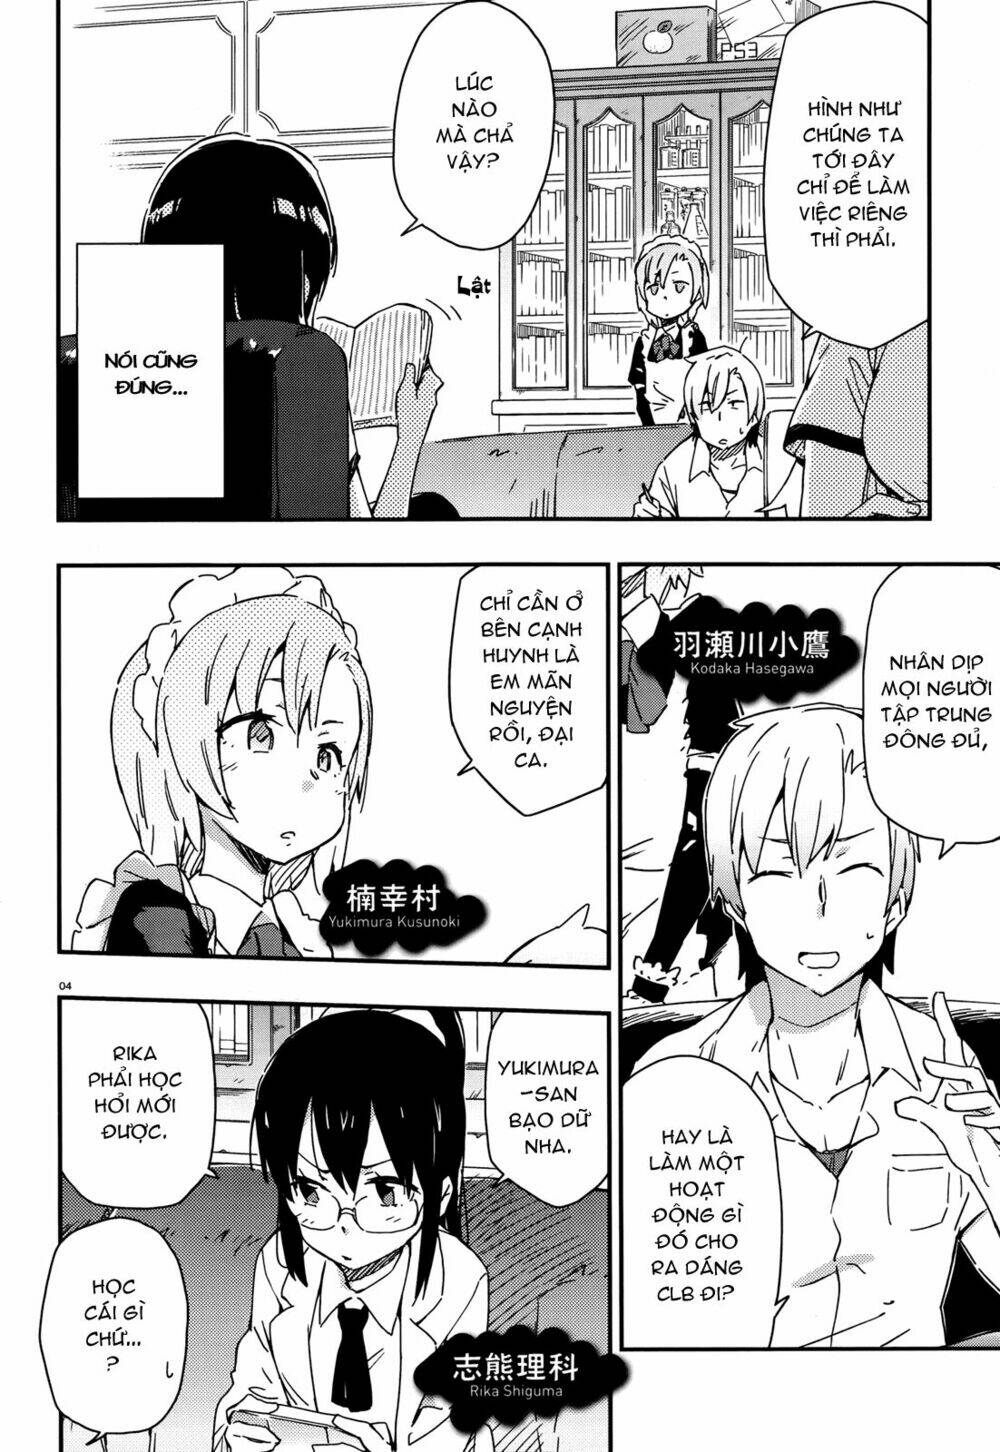 PS3
HÌNH NHƯ
CHÚNG TA
TỚI ĐÂY
CHỈ ĐỂ LÀM
VIỆC RIÊNG
THÌ PHẢI.
LÚC
NÀO
MÀ CHẢ
VẬY?
Lật
NÓI CŨNG
ĐÚNG...
羽瀬川小鷹
Kodaka Hasegawa
NHÂN DỊP
MỌI NGƯỜI
TẬP TRUNG
ĐÔNG ĐỦ,
HAY LÀ
LÀM MỘT
HOẠT
ĐỘNG GÌ
ĐÓ CHO
RA DÁNG
CLB ĐI?
CHỈ CẦN Ở
BÊN CẠNH
HUYNH LÀ
EM MÃN
NGUYỆN
RỒI, ĐẠI
CA.
楠幸村
Yukimura Kusunoki
04
YUKIMURA
-SAN
BẠO DỮ
NHA.
RIKA
PHẢI HỌC
HỎI MỚI
ĐƯỢC.
HỌC
CÁI GÌ
CHỨ...
?
志熊理科
Rika Shiguma